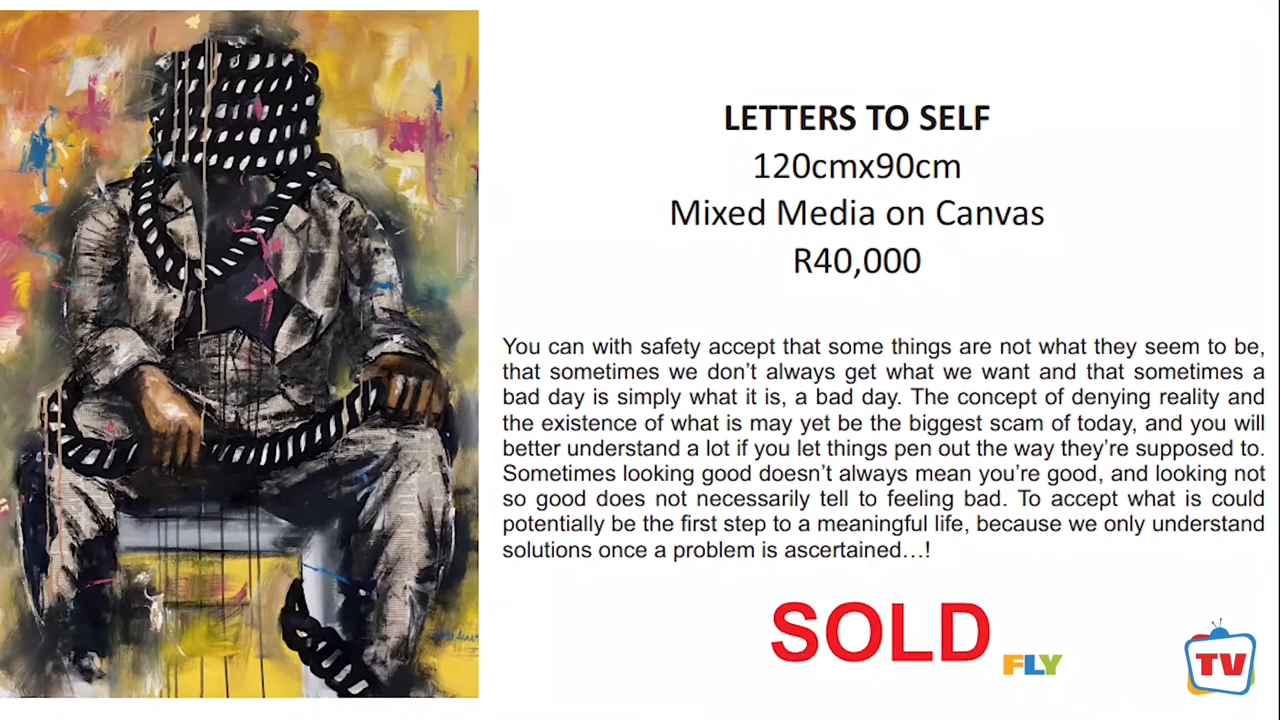 LETTERS TO SELF
120cmx90cm
Mixed Media on Canvas
R40,000
You can with safety accept that some things are not what they seem to be,
that sometimes we don’t always get what we want and that sometimes a
bad day is simply what it is, a bad day. The concept of denying reality and
the existence of what is may yet be the biggest scam of today, and you will
better understand a lot if you let things pen out the way they’re supposed to.
Sometimes looking good doesn’t always mean you’re good, and looking not
so good does not necessarily tell to feeling bad. To accept what is could
potentially be the first step to a meaningful life, because we only understand
solutions once a problem is ascertained…!
SOLD
FLY
TV